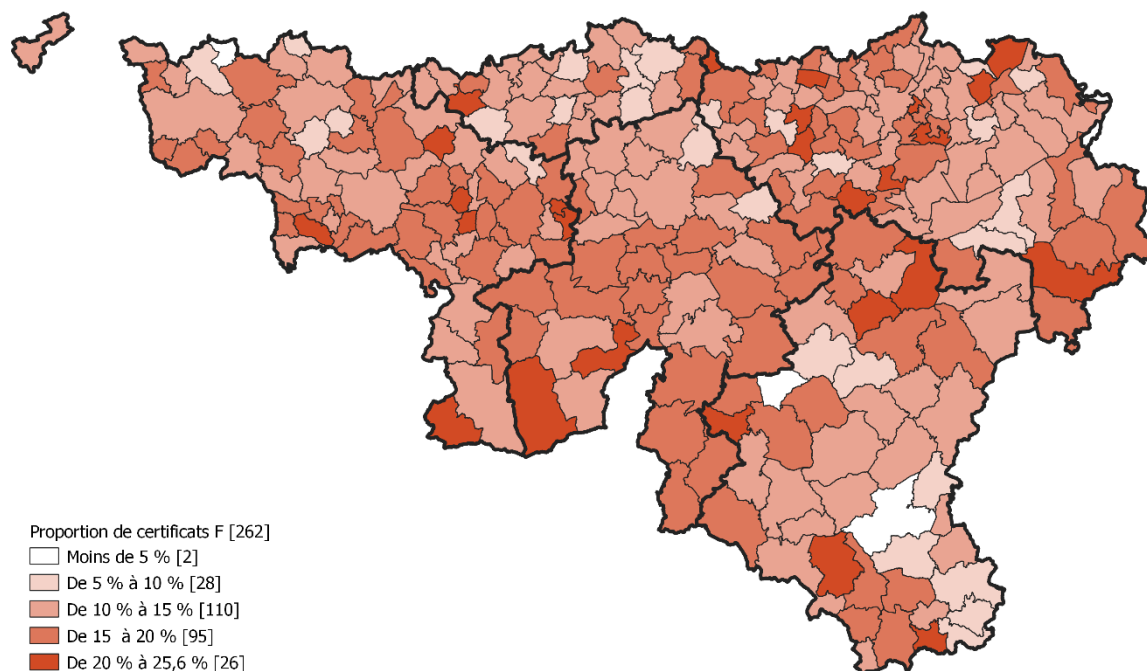 Proportion de certificats F [262]
Moins de 5 % [2]
De 5 % à 10 % [28]
De 10 % à 15 % [110]
De 15 à 20 % [95]
De 20 % à 25,6 % [26]